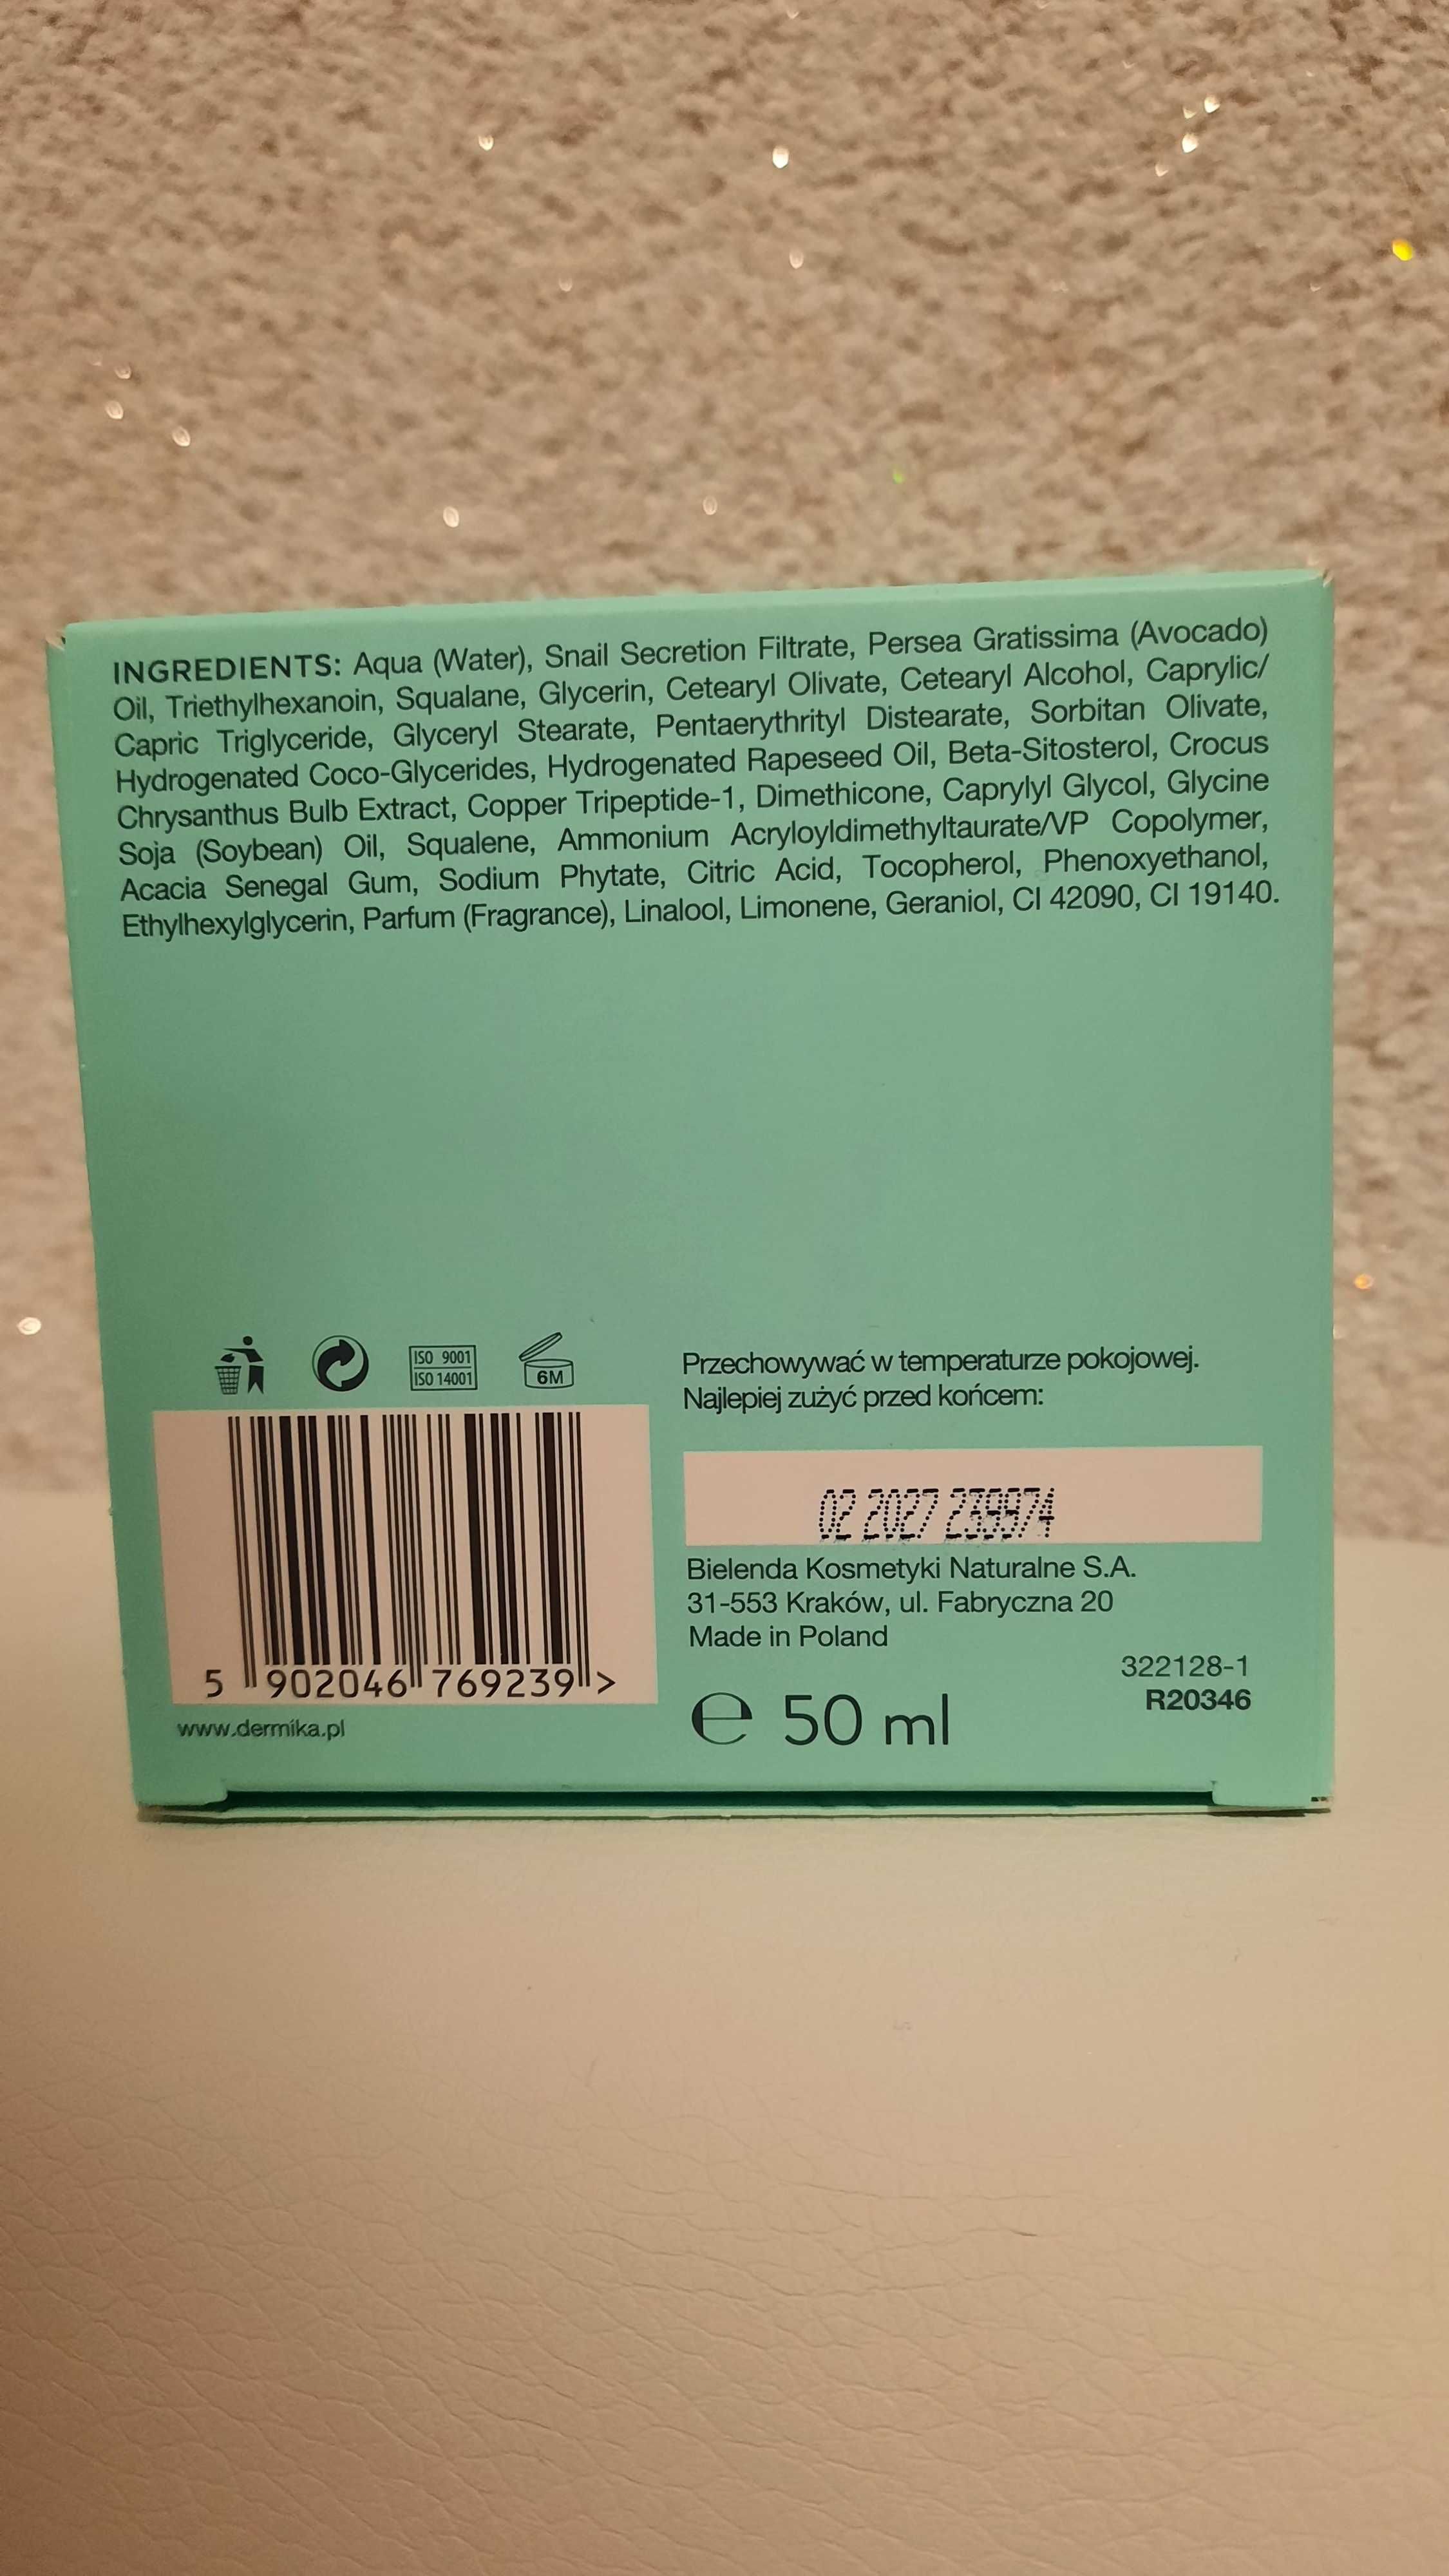 INGREDIENTS: Aqua (Water), Snail Secretion Filtrate, Persea Gratissima (Avocado)
Oil, Triethylhexanoin, Squalane, Glycerin, Cetearyl Olivate, Cetearyl Alcohol, Caprylic/
Capric Triglyceride, Glyceryl Stearate, Pentaerythrityl Distearate, Sorbitan Olivate,
Hydrogenated Coco-Glycerides, Hydrogenated Rapeseed Oil, Beta-Sitosterol, Crocus
Chrysanthus Bulb Extract, Copper Tripeptide-1, Dimethicone, Caprylyl Glycol, Glycine
Soja (Soybean) Oil, Squalene, Ammonium Acryloyldimethyltaurate/VP Copolymer,
Acacia Senegal Gum, Sodium Phytate, Citric Acid, Tocopherol, Phenoxyethanol,
Ethylhexylglycerin, Parfum (Fragrance), Linalool, Limonene, Geraniol, CI 42090, CI 19140.
ISO 9001
ISO 14001
6M
5 902046 769239 >
www.dermika.pl
Przechowywać w temperaturze pokojowej.
Najlepiej zużyć przed końcem:
02 2027 239974
Bielenda Kosmetyki Naturalne S.A.
31-553 Kraków, ul. Fabryczna 20
Made in Poland
322128-1
R20346
e 50 ml